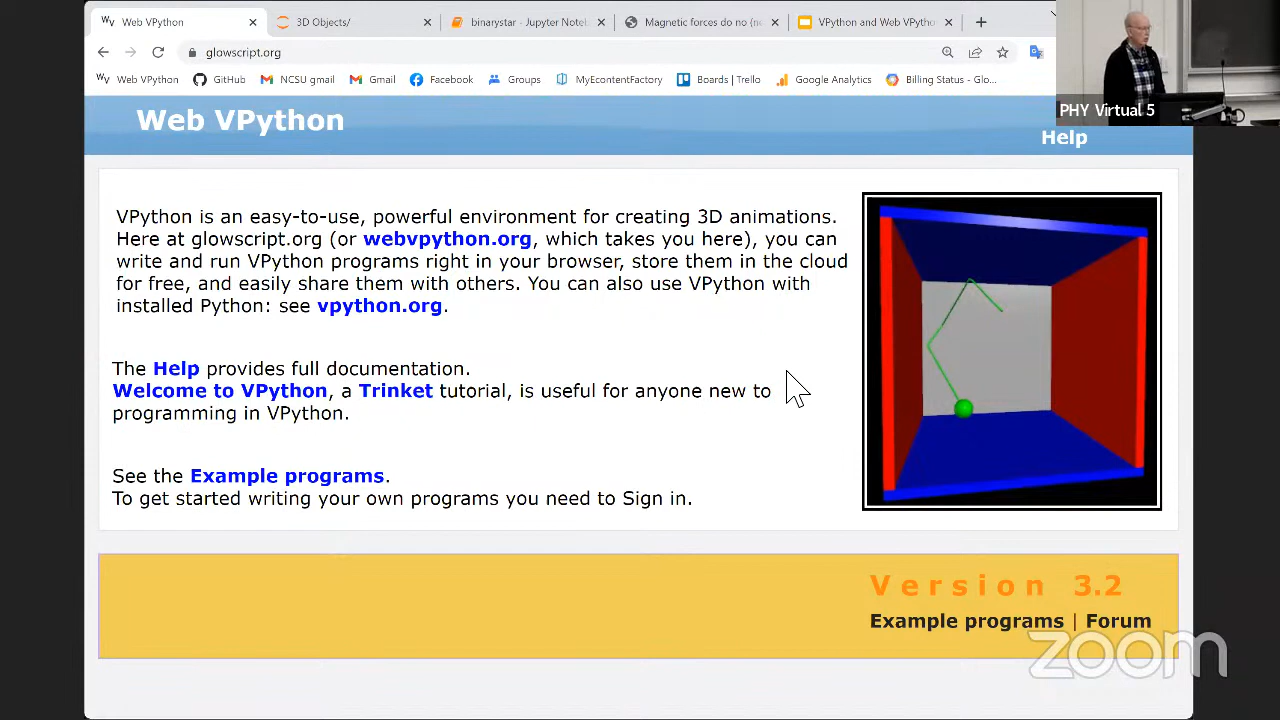 Web VPython
3D Objects/
binarystar - Jupyter Note
Magnetic forces do no (ne
VPython and Web VPytho
glowscript.org
Web VPython
GitHub
NCSU gmail
Gmail
Facebook
Groups
MyEcontentFactory
Boards | Trello
Google Analytics
Billing Status - Glo...
PHY Virtual 5
Web VPython
Help
VPython is an easy-to-use, powerful environment for creating 3D animations.
Here at glowscript.org (or webvpython.org, which takes you here), you can
write and run VPython programs right in your browser, store them in the cloud
for free, and easily share them with others. You can also use VPython with
installed Python: see vpython.org.
The Help provides full documentation.
Welcome to VPython, a Trinket tutorial, is useful for anyone new to
programming in VPython.
See the Example programs.
To get started writing your own programs you need to Sign in.
Version 3.2
Example programs | Forum
zoom